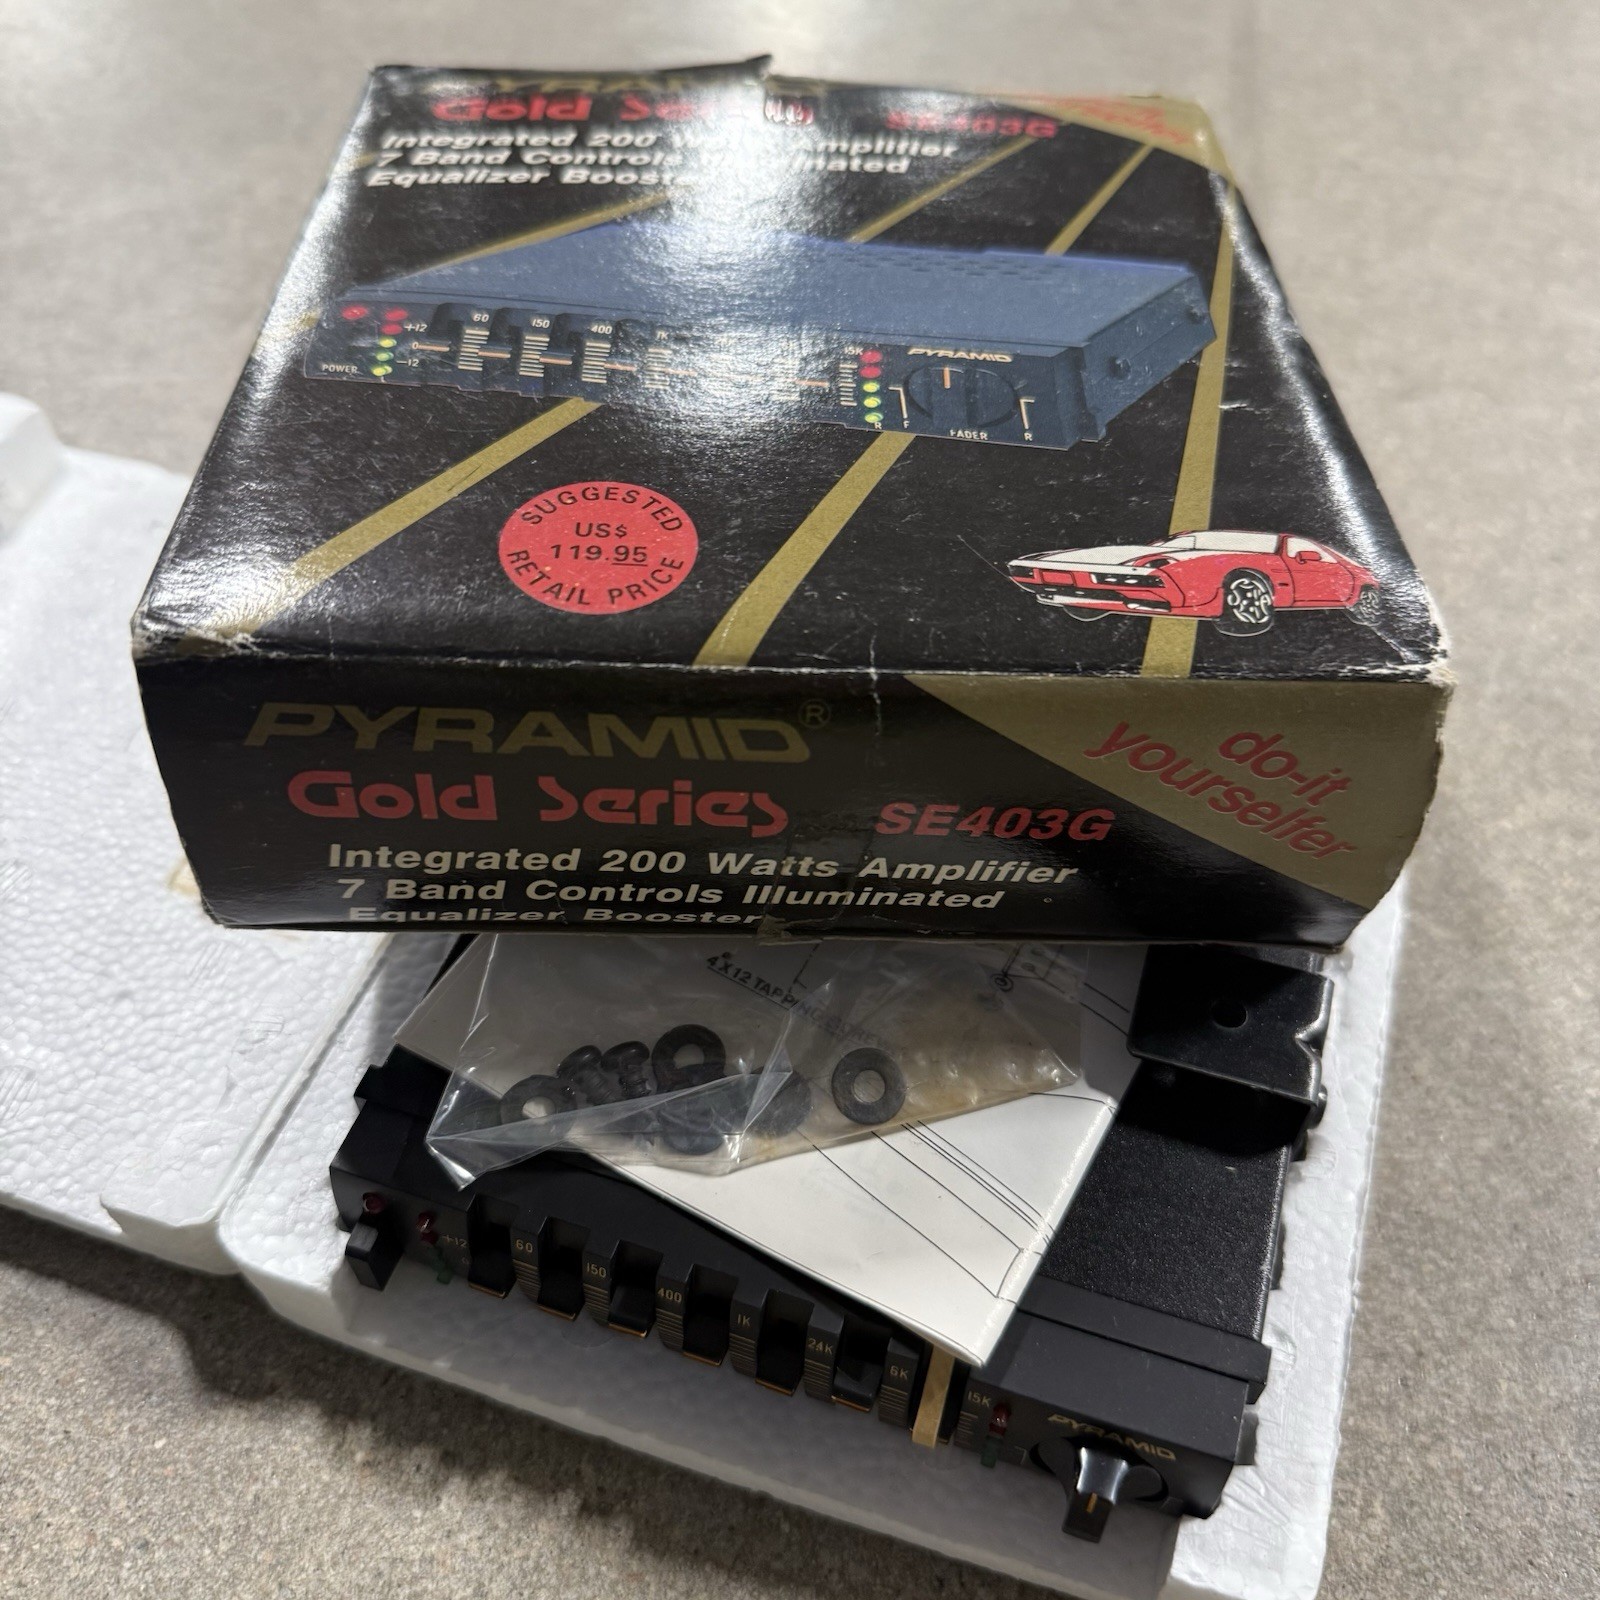 PYRAMID
Gold Series SE403G
Integrated 200 Watts Amplifier
7 Band Controls Illuminated
Equalizer Booster
+12
0
-12
POWER
60
150
400
1K
15K
PYRAMID
R
F
FADER
R
SUGGESTED
US$
119.95
RETAIL PRICE
PYRAMID®
Gold Series SE403G
do-it
yourselfer
Integrated 200 Watts Amplifier
7 Band Controls Illuminated
Equalizer Booster
4X12 TAPPING
+12
60
150
400
1K
2.4K
6K
15K
PYRAMID